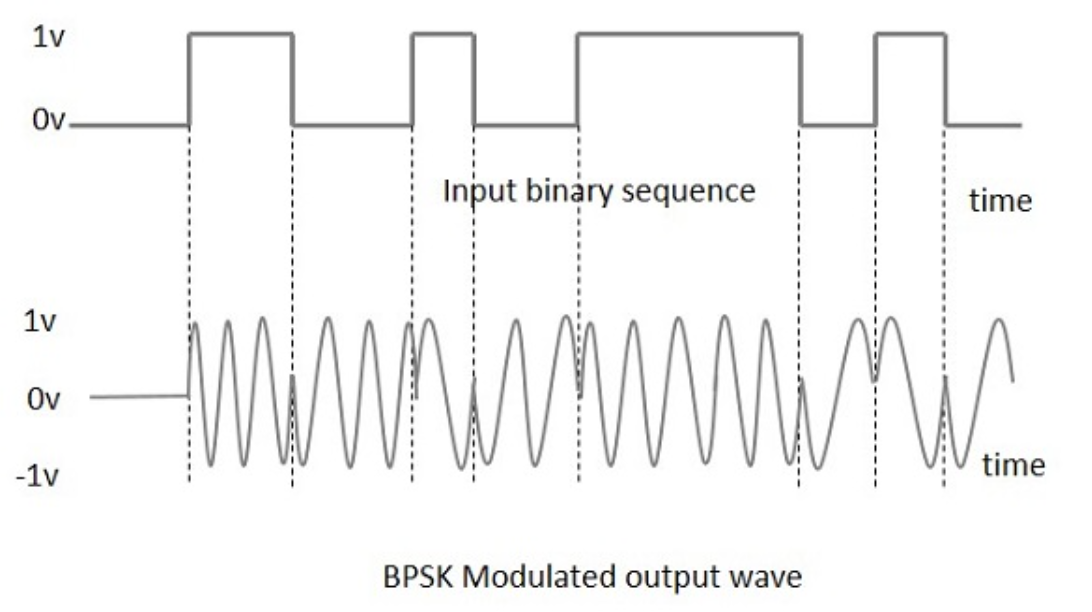 1v
0v
Input binary sequence
time
1v
0v
-1v
time
BPSK Modulated output wave